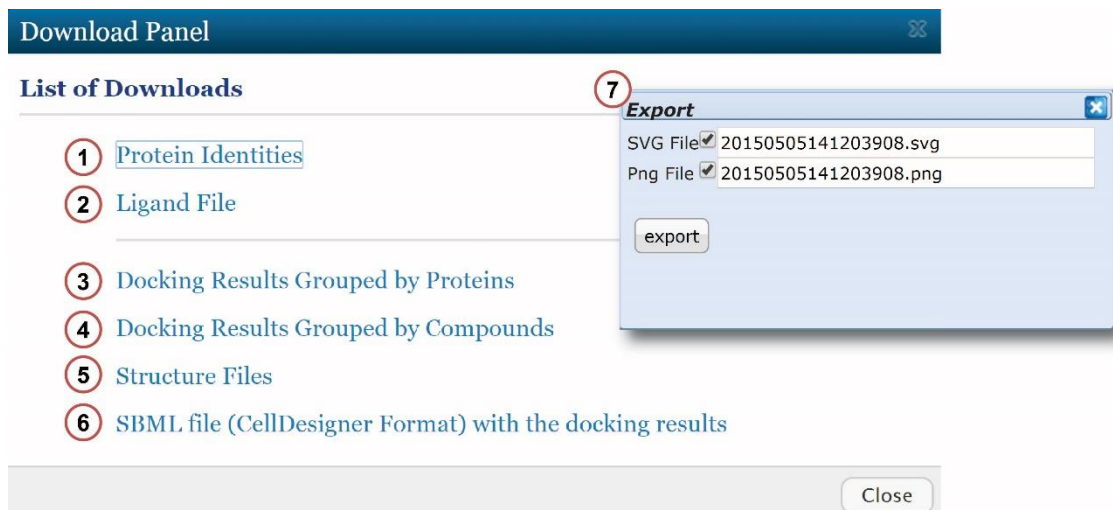 Download Panel
List of Downloads
1 Protein Identities
2 Ligand File
3 Docking Results Grouped by Proteins
4 Docking Results Grouped by Compounds
5 Structure Files
6 SBML file (CellDesigner Format) with the docking results
Close
7
Export
SVG File 20150505141203908.svg
Png File 20150505141203908.png
export